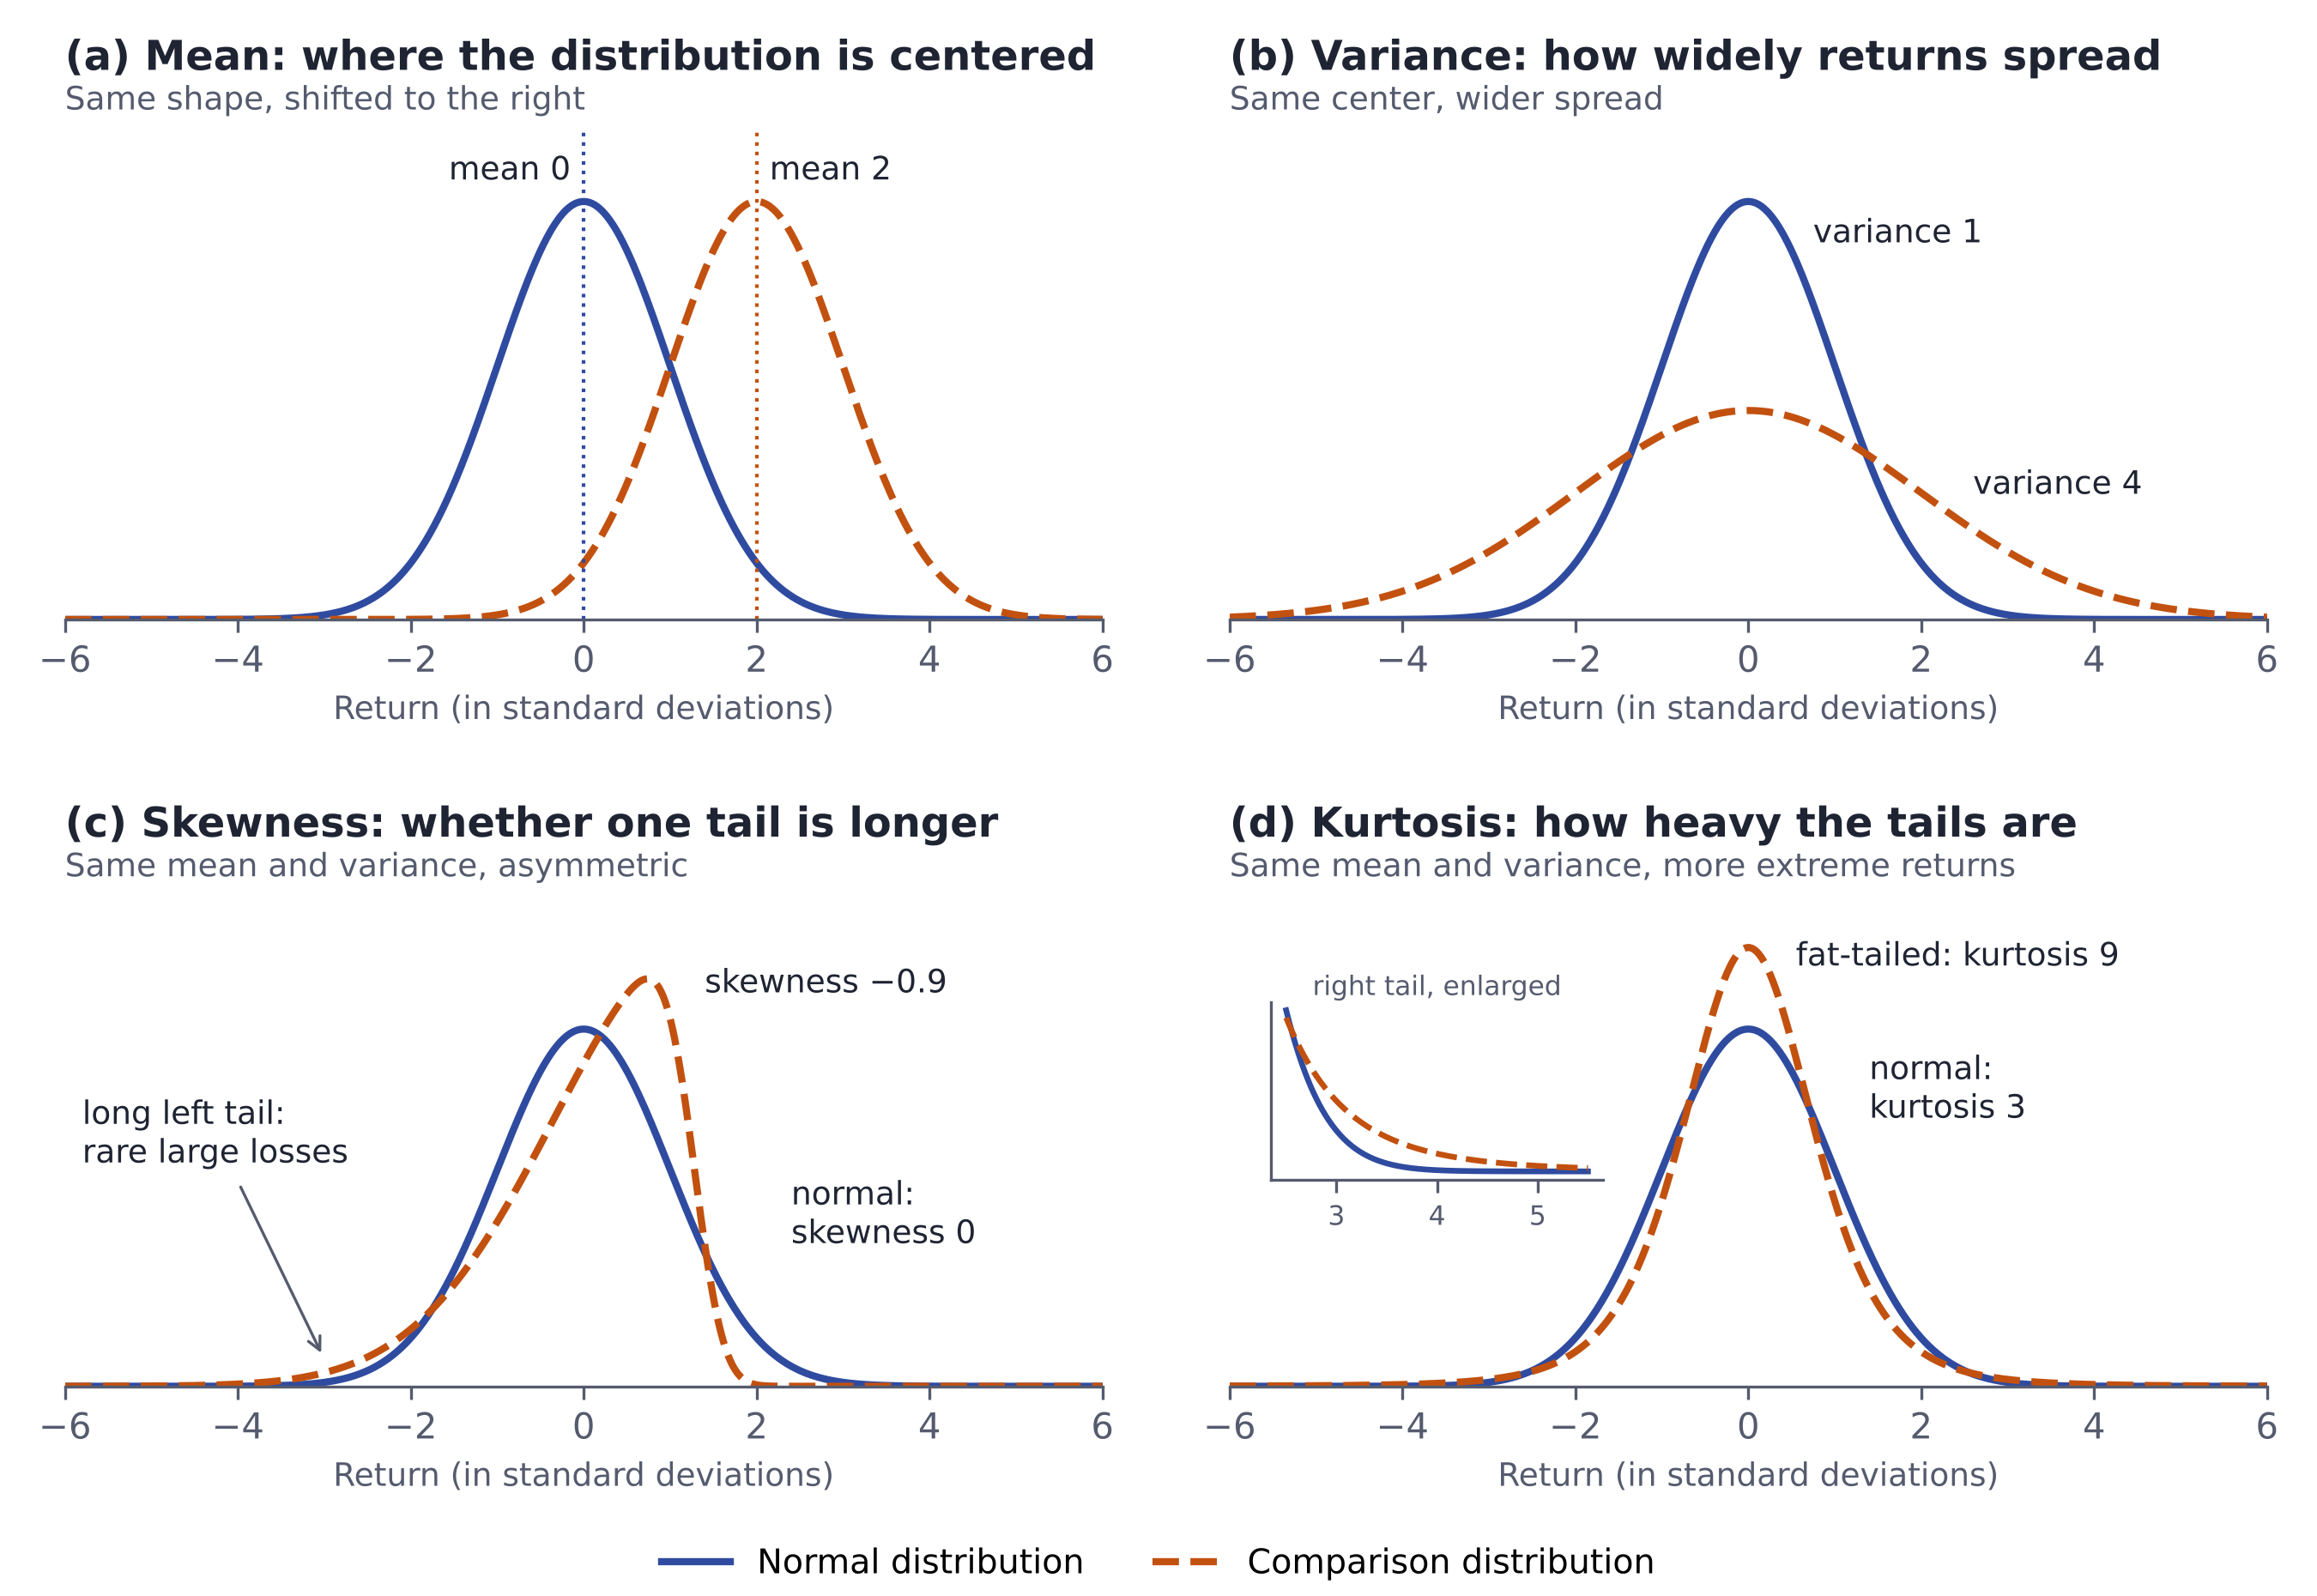 (a) Mean: where the distribution is centered
Same shape, shifted to the right
mean 0
mean 2
−6 −4 −2 0 2 4 6
Return (in standard deviations)
(b) Variance: how widely returns spread
Same center, wider spread
variance 1
variance 4
−6 −4 −2 0 2 4 6
Return (in standard deviations)
(c) Skewness: whether one tail is longer
Same mean and variance, asymmetric
skewness −0.9
long left tail:
rare large losses
normal:
skewness 0
−6 −4 −2 0 2 4 6
Return (in standard deviations)
(d) Kurtosis: how heavy the tails are
Same mean and variance, more extreme returns
fat-tailed: kurtosis 9
right tail, enlarged
normal:
kurtosis 3
3 4 5
−6 −4 −2 0 2 4 6
Return (in standard deviations)
Normal distribution
Comparison distribution